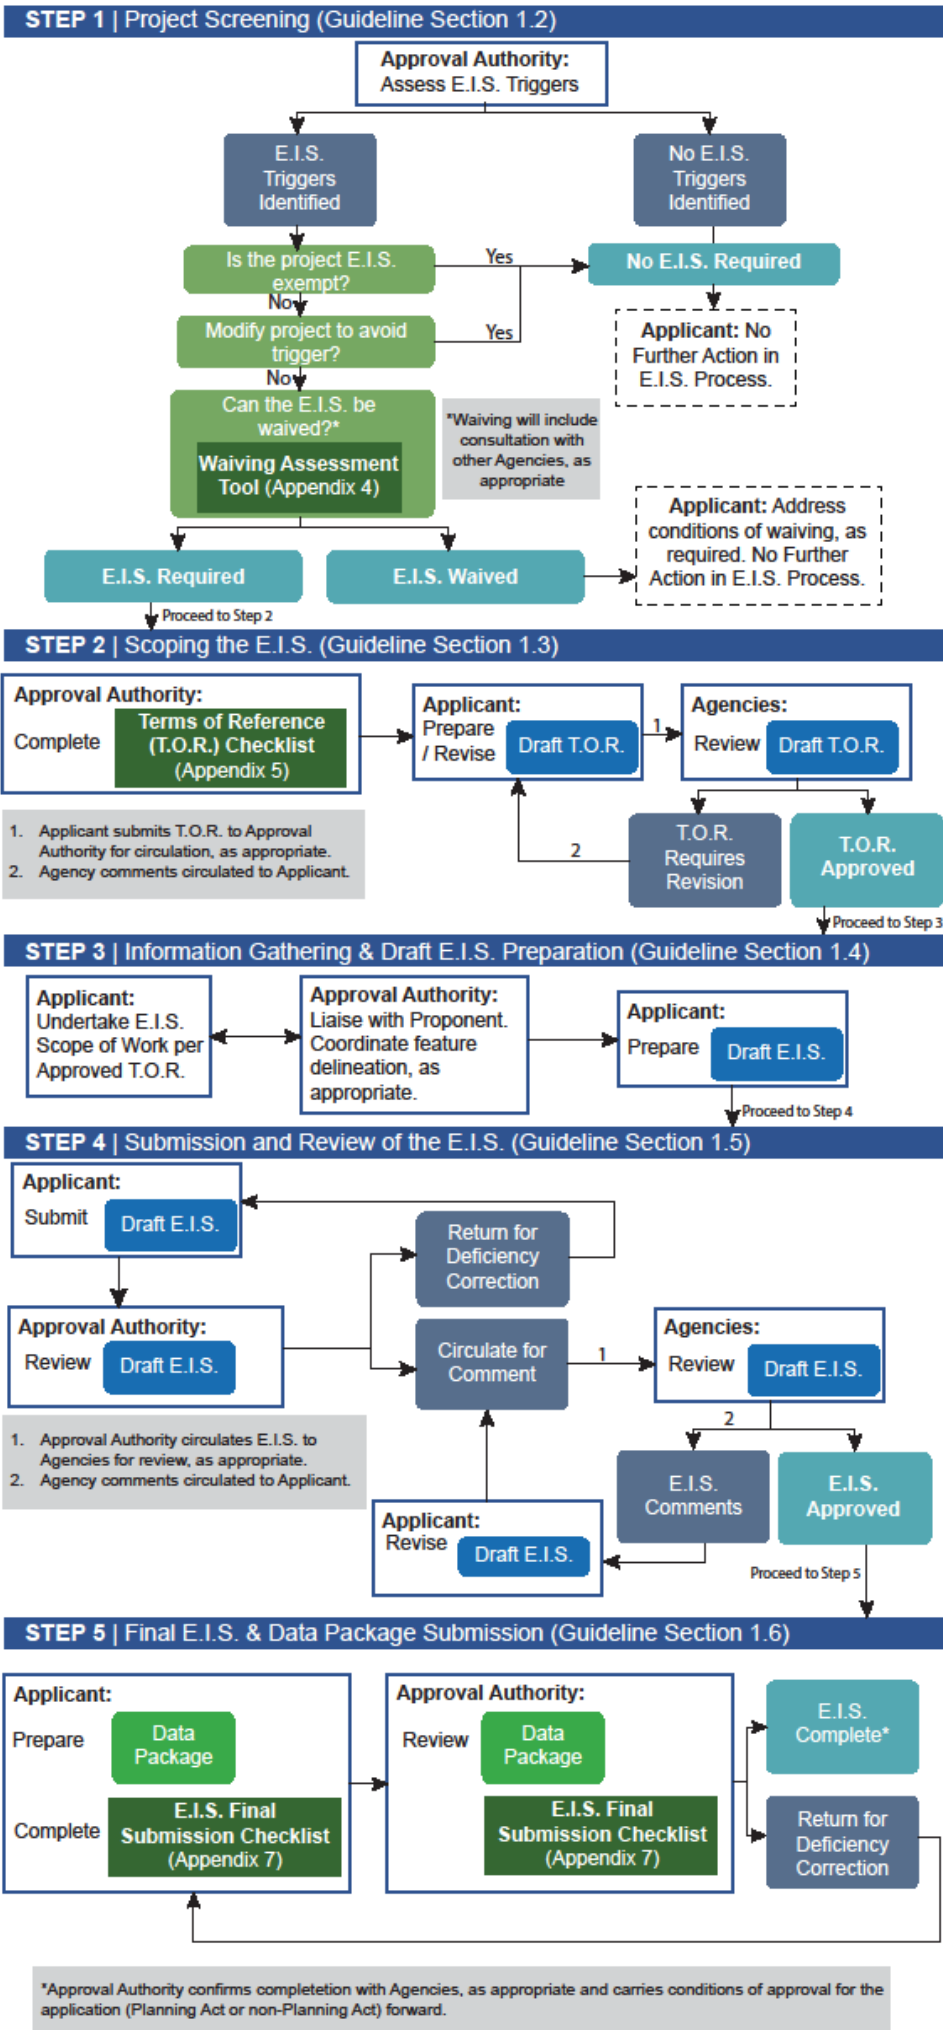 STEP 1 | Project Screening (Guideline Section 1.2)
Approval Authority:
Assess E.I.S. Triggers
E.I.S.
Triggers
Identified
No E.I.S.
Triggers
Identified
Is the project E.I.S.
exempt?
Yes
No E.I.S. Required
No
Modify project to avoid
trigger?
Yes
Applicant: No
Further Action in
E.I.S. Process.
No
Can the E.I.S. be
waived?*
Waiving Assessment
Tool (Appendix 4)
*Waiving will include
consultation with
other Agencies, as
appropriate
Applicant: Address
conditions of waiving, as
required. No Further
Action in E.I.S. Process.
E.I.S. Required
E.I.S. Waived
Proceed to Step 2
STEP 2 | Scoping the E.I.S. (Guideline Section 1.3)
Approval Authority:
Complete
Terms of Reference
(T.O.R.) Checklist
(Appendix 5)
Applicant:
Prepare
/ Revise
Draft T.O.R.
1
Agencies:
Review
Draft T.O.R.
1. Applicant submits T.O.R. to Approval
Authority for circulation, as appropriate.
2. Agency comments circulated to Applicant.
2
T.O.R.
Requires
Revision
T.O.R.
Approved
Proceed to Step 3
STEP 3 | Information Gathering & Draft E.I.S. Preparation (Guideline Section 1.4)
Applicant:
Undertake E.I.S.
Scope of Work per
Approved T.O.R.
Approval Authority:
Liaise with Proponent.
Coordinate feature
delineation, as
appropriate.
Applicant:
Prepare
Draft E.I.S.
Proceed to Step 4
STEP 4 | Submission and Review of the E.I.S. (Guideline Section 1.5)
Applicant:
Submit
Draft E.I.S.
Return for
Deficiency
Correction
Approval Authority:
Review
Draft E.I.S.
Circulate for
Comment
1
Agencies:
Review
Draft E.I.S.
1. Approval Authority circulates E.I.S. to
Agencies for review, as appropriate.
2. Agency comments circulated to Applicant.
2
E.I.S.
Comments
E.I.S.
Approved
Applicant:
Revise
Draft E.I.S.
Proceed to Step 5
STEP 5 | Final E.I.S. & Data Package Submission (Guideline Section 1.6)
Applicant:
Prepare
Data
Package
Complete
E.I.S. Final
Submission Checklist
(Appendix 7)
Approval Authority:
Review
Data
Package
E.I.S. Final
Submission Checklist
(Appendix 7)
E.I.S.
Complete*
Return for
Deficiency
Correction
*Approval Authority confirms completetion with Agencies, as appropriate and carries conditions of approval for the
application (Planning Act or non-Planning Act) forward.